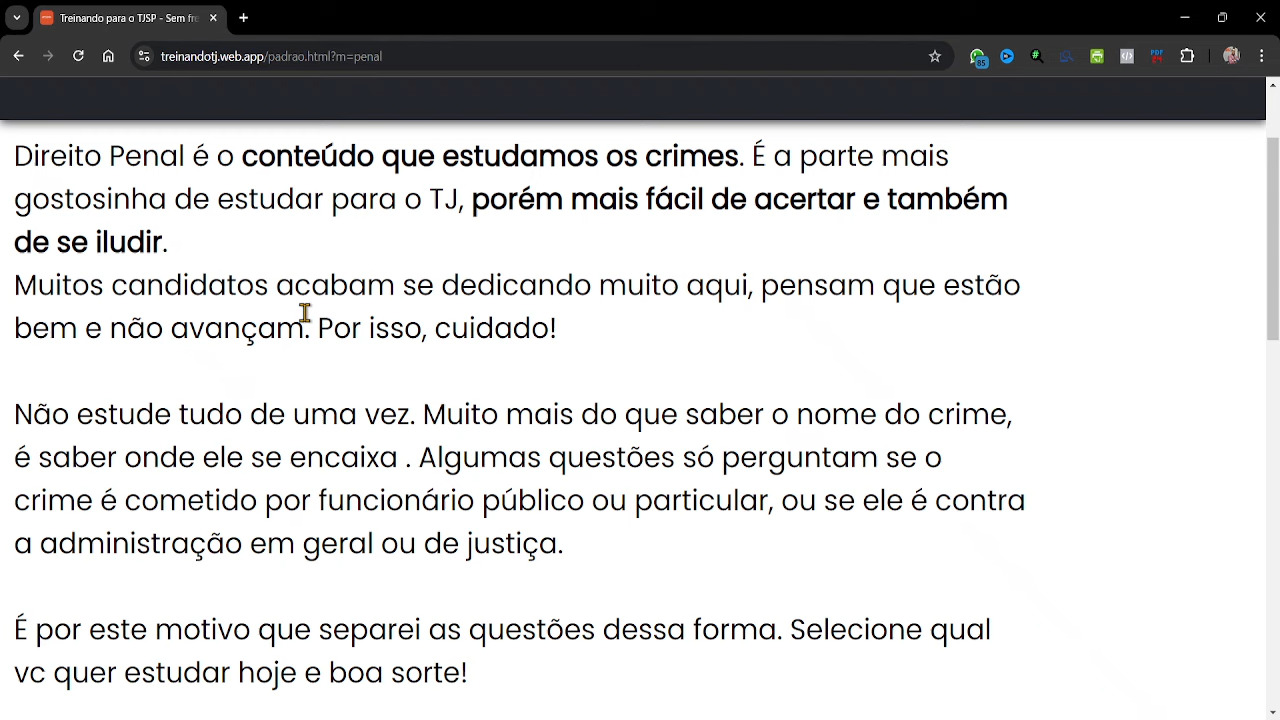 Treinando para o TJSP - Sem fre
treinandotj.web.app/padrao.html?m=penal
85
Direito Penal é o conteúdo que estudamos os crimes. É a parte mais
gostosinha de estudar para o TJ, porém mais fácil de acertar e também
de se iludir.
Muitos candidatos acabam se dedicando muito aqui, pensam que estão
bem e não avançam. Por isso, cuidado!
Não estude tudo de uma vez. Muito mais do que saber o nome do crime,
é saber onde ele se encaixa . Algumas questões só perguntam se o
crime é cometido por funcionário público ou particular, ou se ele é contra
a administração em geral ou de justiça.
É por este motivo que separei as questões dessa forma. Selecione qual
vc quer estudar hoje e boa sorte!